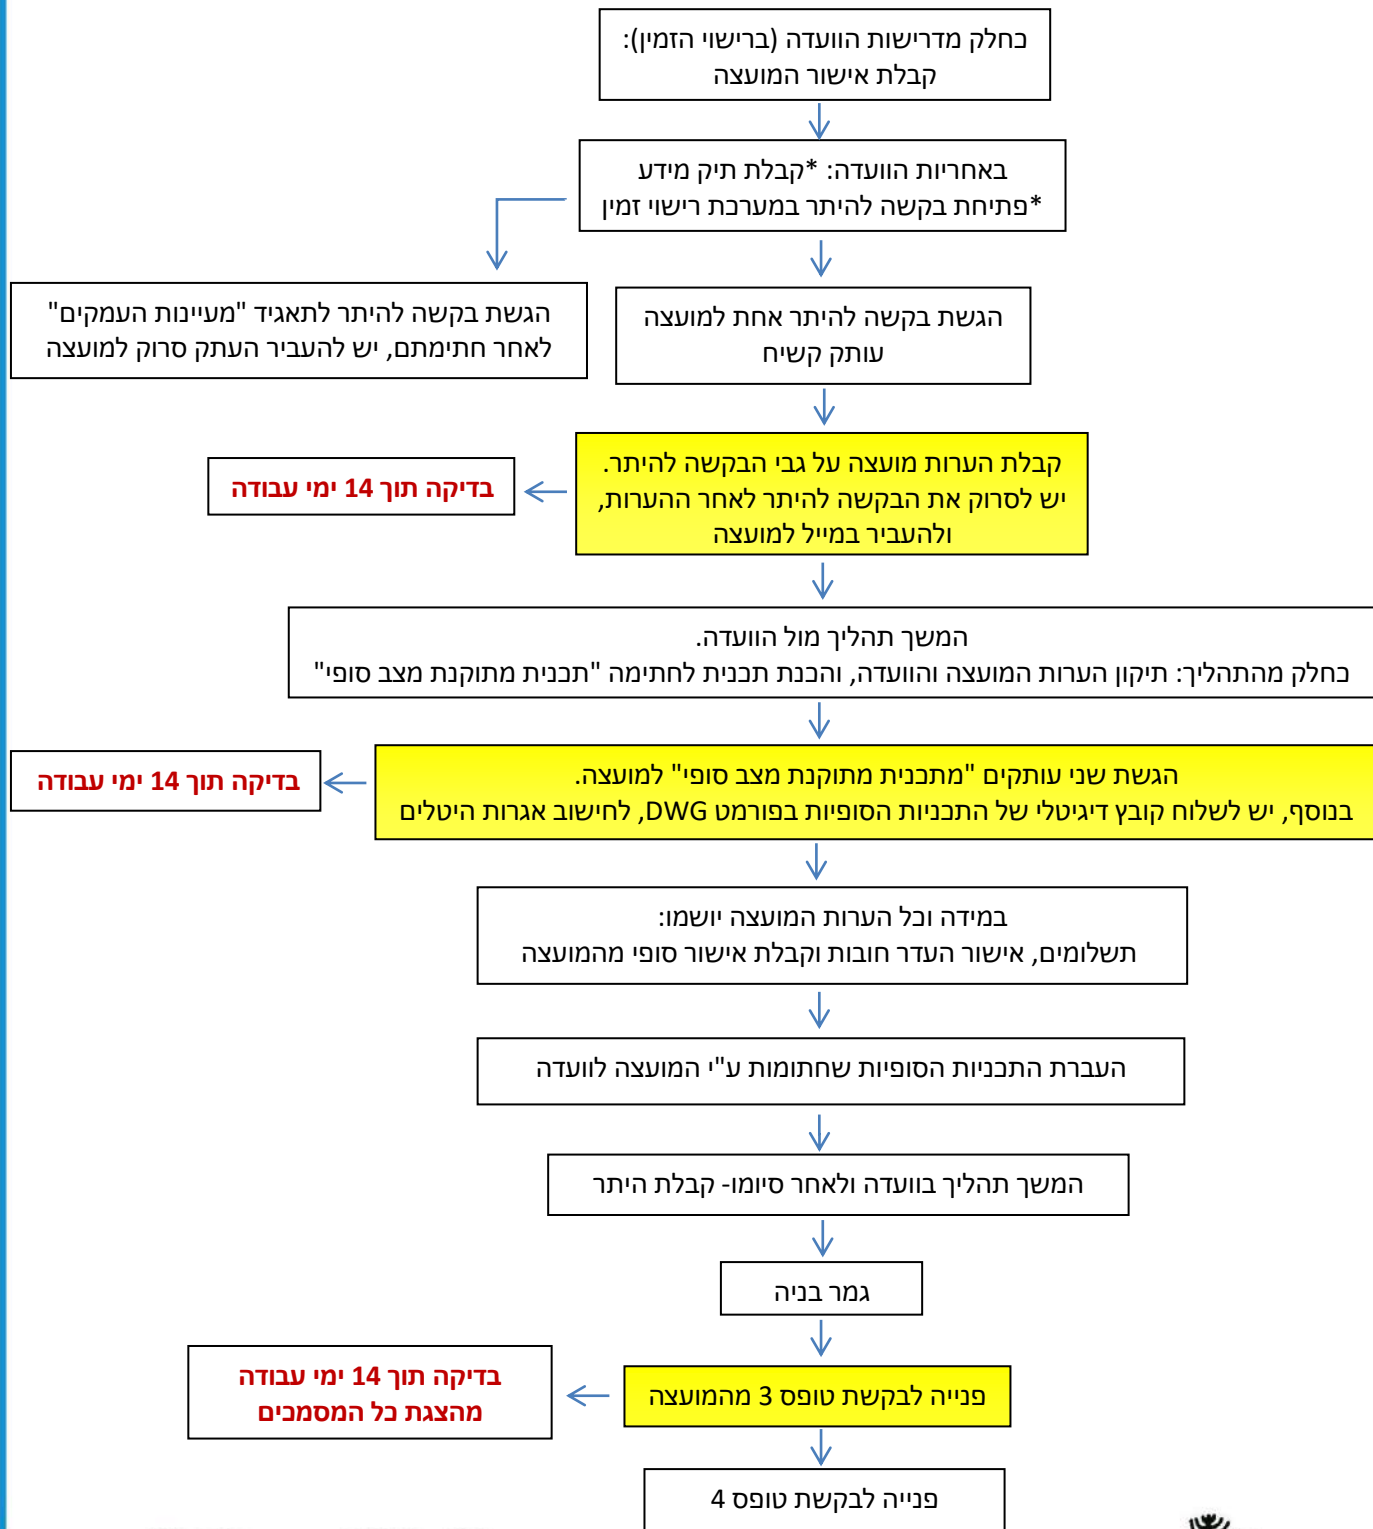 כחלק מדרישות הוועדה (ברישוי הזמין):
קבלת אישור המועצה
באחריות הוועדה: *קבלת תיק מידע
*פתיחת בקשה להיתר במערכת רישוי זמין
הגשת בקשה להיתר אחת למועצה
עותק קשיח
הגשת בקשה להיתר לתאגיד "מעיינות העמקים"
לאחר חתימתם, יש להעביר העתק סרוק למועצה
קבלת הערות מועצה על גבי הבקשה להיתר.
יש לסרוק את הבקשה להיתר לאחר ההערות,
ולהעביר במייל למועצה
בדיקה תוך 14 ימי עבודה
המשך תהליך מול הוועדה.
כחלק מהתהליך: תיקון הערות המועצה והוועדה, והכנת תכנית לחתימה "תכנית מתוקנת מצב סופי"
הגשת שני עותקים "מתכנית מתוקנת מצב סופי" למועצה.
בנוסף, יש לשלוח קובץ דיגיטלי של התכניות הסופיות בפורמט DWG, לחישוב אגרות היטלים
בדיקה תוך 14 ימי עבודה
במידה וכל הערות המועצה יושמו:
תשלומים, אישור העדר חובות וקבלת אישור סופי מהמועצה
העברת התכניות הסופיות שחתומות ע"י המועצה לוועדה
המשך תהליך בוועדה ולאחר סיומו- קבלת היתר
גמר בניה
פנייה לבקשת טופס 3 מהמועצה
בדיקה תוך 14 ימי עבודה
מהצגת כל המסמכים
פנייה לבקשת טופס 4